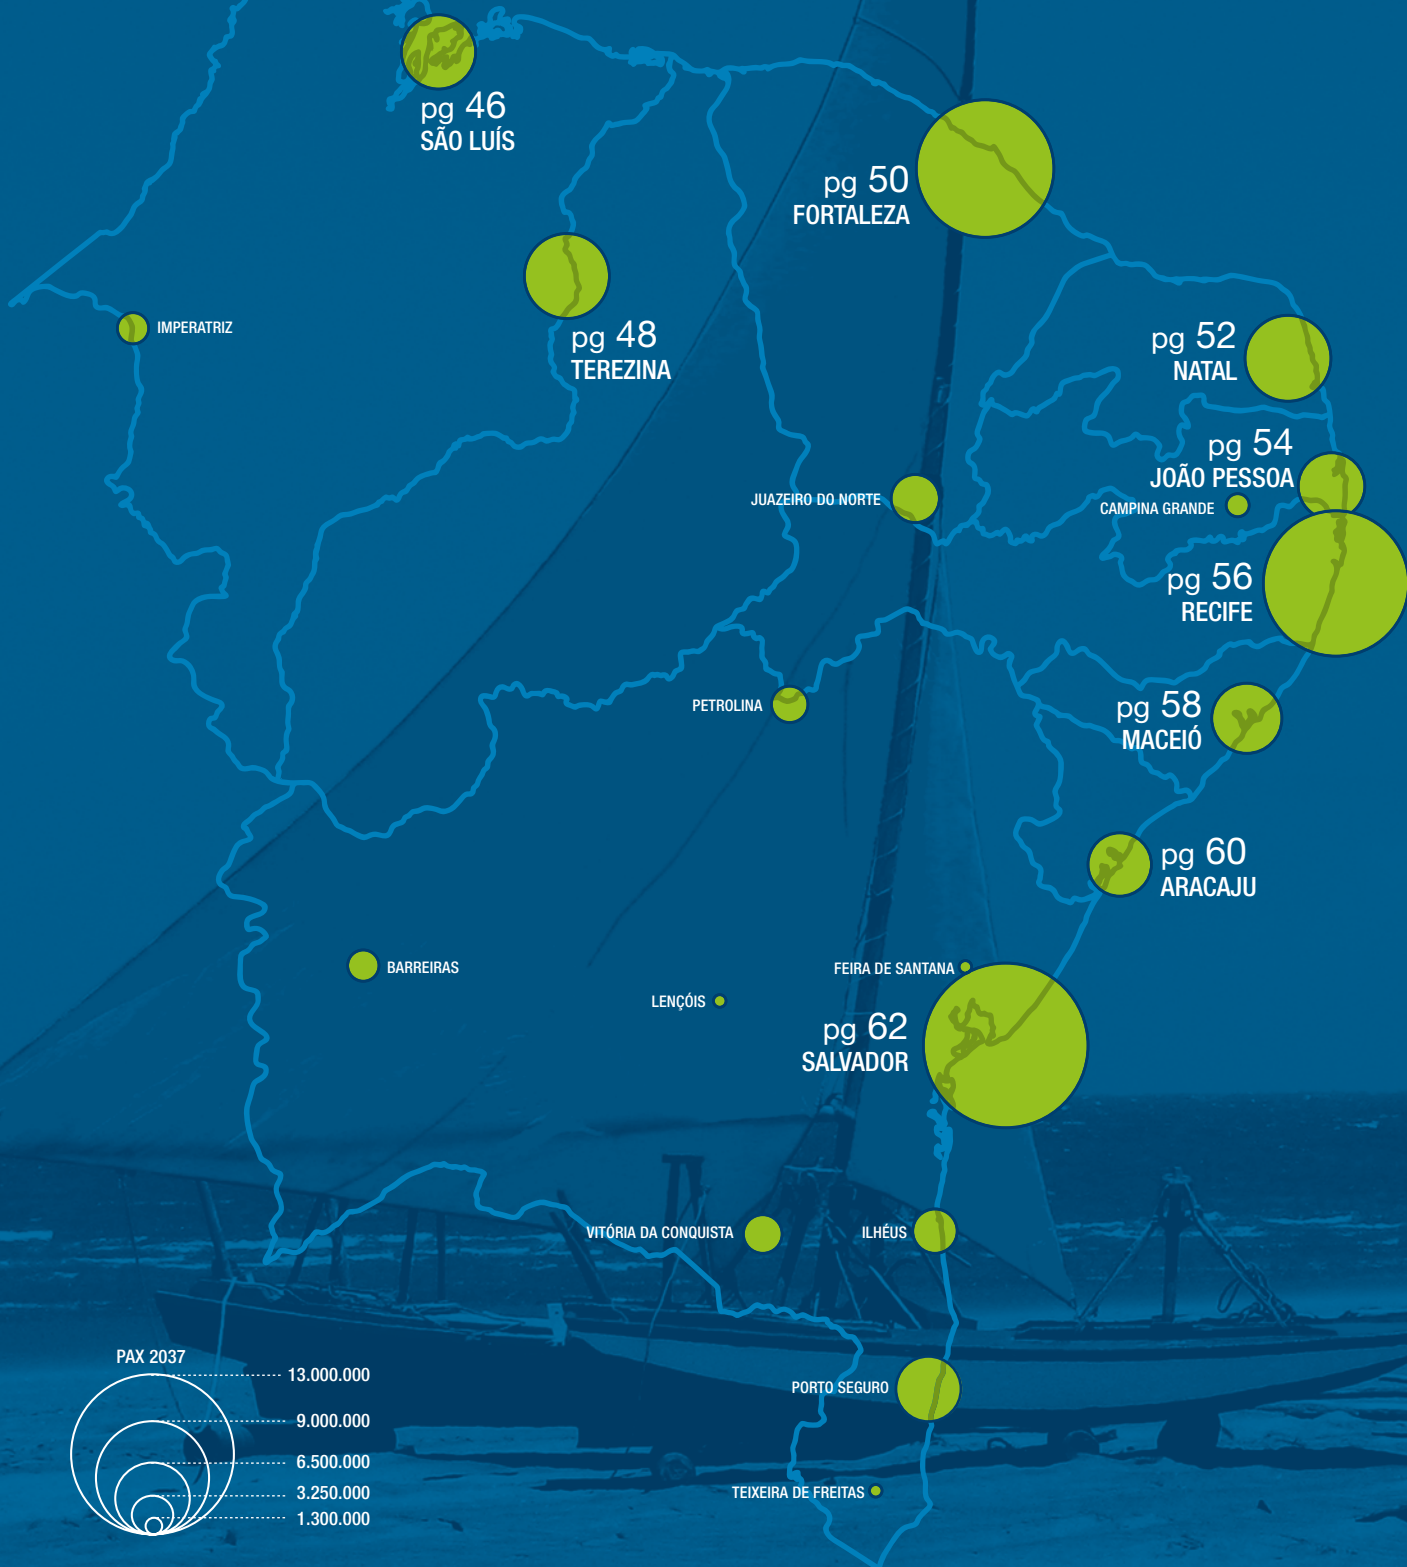 pg 46
SÃO LUÍS
pg 50
FORTALEZA
IMPERATRIZ
pg 48
TEREZINA
pg 52
NATAL
pg 54
JOÃO PESSOA
JUAZEIRO DO NORTE
CAMPINA GRANDE
pg 56
RECIFE
PETROLINA
pg 58
MACEIÓ
pg 60
ARACAJU
BARREIRAS
FEIRA DE SANTANA
LENÇÓIS
pg 62
SALVADOR
VITÓRIA DA CONQUISTA
ILHÉUS
PORTO SEGURO
TEIXEIRA DE FREITAS
PAX 2037
13.000.000
9.000.000
6.500.000
3.250.000
1.300.000